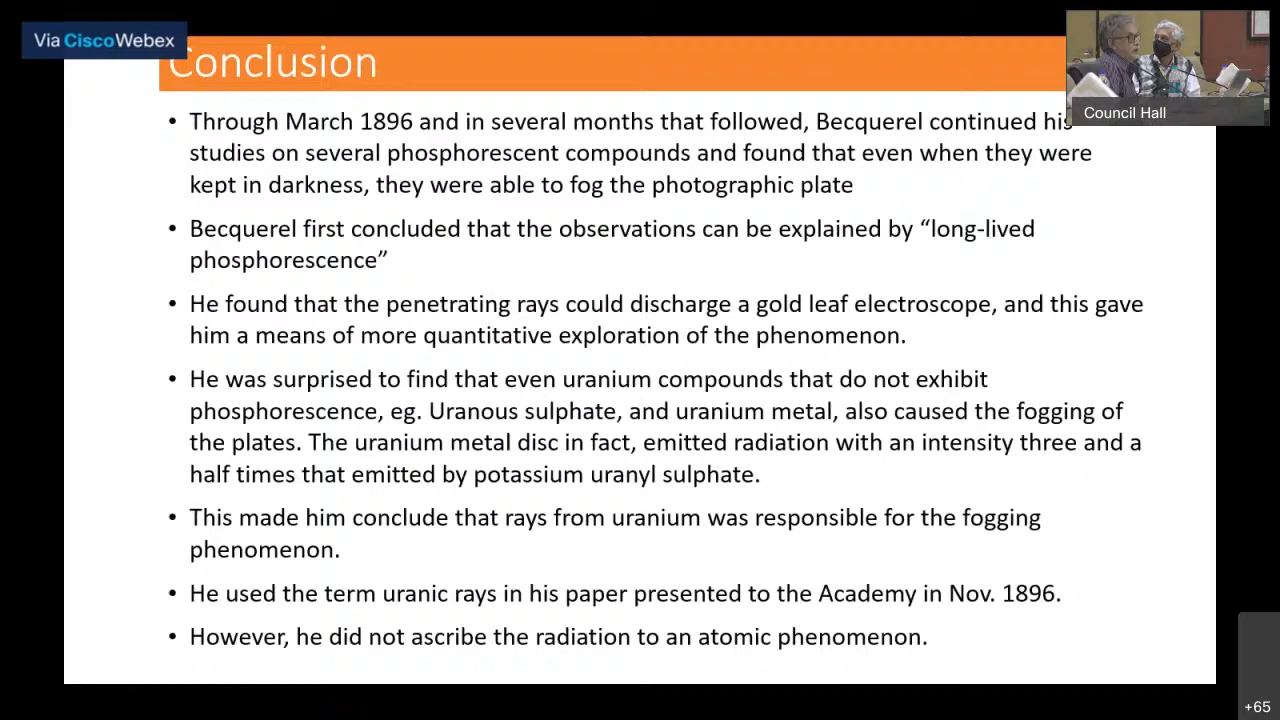 Via Cisco Webex
Conclusion
Council Hall
• Through March 1896 and in several months that followed, Becquerel continued his
studies on several phosphorescent compounds and found that even when they were
kept in darkness, they were able to fog the photographic plate
• Becquerel first concluded that the observations can be explained by “long-lived
phosphorescence”
• He found that the penetrating rays could discharge a gold leaf electroscope, and this gave
him a means of more quantitative exploration of the phenomenon.
• He was surprised to find that even uranium compounds that do not exhibit
phosphorescence, eg. Uranous sulphate, and uranium metal, also caused the fogging of
the plates. The uranium metal disc in fact, emitted radiation with an intensity three and a
half times that emitted by potassium uranyl sulphate.
• This made him conclude that rays from uranium was responsible for the fogging
phenomenon.
• He used the term uranic rays in his paper presented to the Academy in Nov. 1896.
• However, he did not ascribe the radiation to an atomic phenomenon.
+65